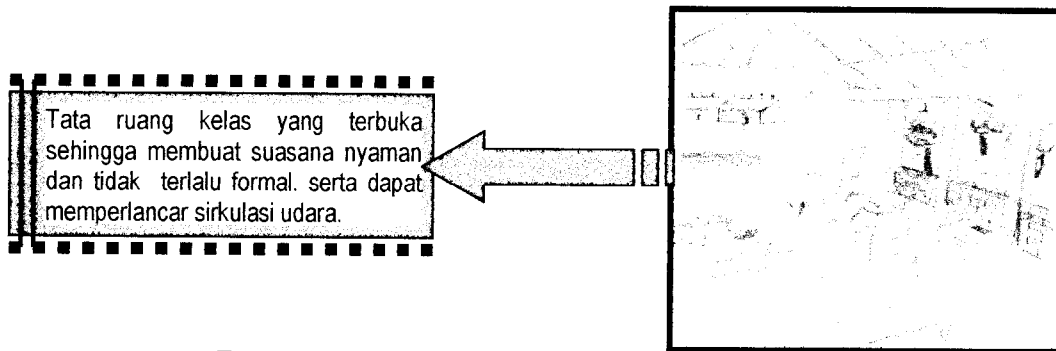 Tata ruang kelas yang terbuka
sehingga membuat suasana nyaman
dan tidak terlalu formal. serta dapat
memperlancar sirkulasi udara.